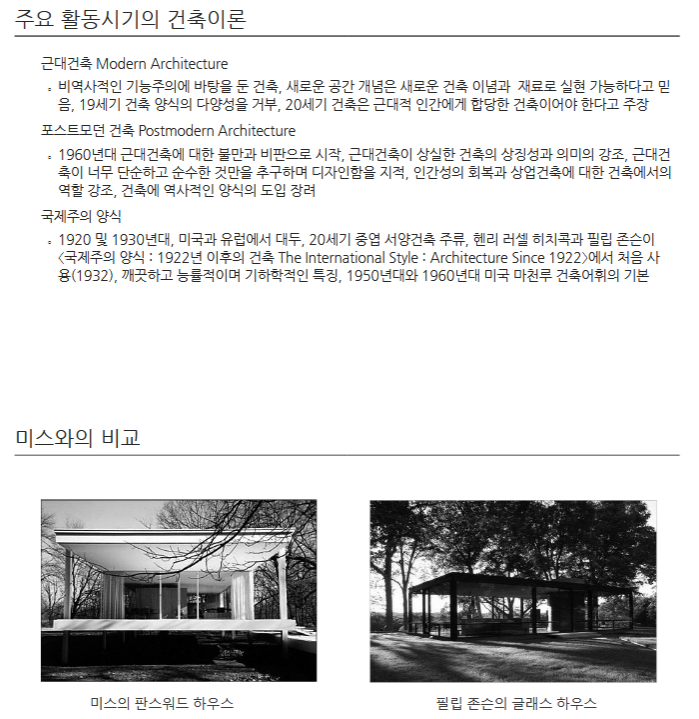 주요 활동시기의 건축이론
근대건축 Modern Architecture
비역사적인 기능주의에 바탕을 둔 건축, 새로운 공간 개념은 새로운 건축 이념과 재료로 실현 가능하다고 믿
음, 19세기 건축 양식의 다양성을 거부, 20세기 건축은 근대적 인간에게 합당한 건축이어야 한다고 주장
포스트모던 건축 Postmodern Architecture
1960년대 근대건축에 대한 불만과 비판으로 시작, 근대건축이 상실한 건축의 상징성과 의미의 강조, 근대건
축이 너무 단순하고 순수한 것만을 추구하며 디자인함을 지적, 인간성의 회복과 상업건축에 대한 건축에서의
역할 강조, 건축에 역사적인 양식의 도입 장려
국제주의 양식
1920 및 1930년대, 미국과 유럽에서 대두, 20세기 중엽 서양건축 주류, 헨리 러셀 히치콕과 필립 존슨이
〈국제주의 양식 : 1922년 이후의 건축 The International Style : Architecture Since 1922〉에서 처음 사
용(1932), 깨끗하고 능률적이며 기하학적인 특징, 1950년대와 1960년대 미국 마천루 건축어휘의 기본
미스와의 비교
미스의 판스워드 하우스
필립 존슨의 글래스 하우스